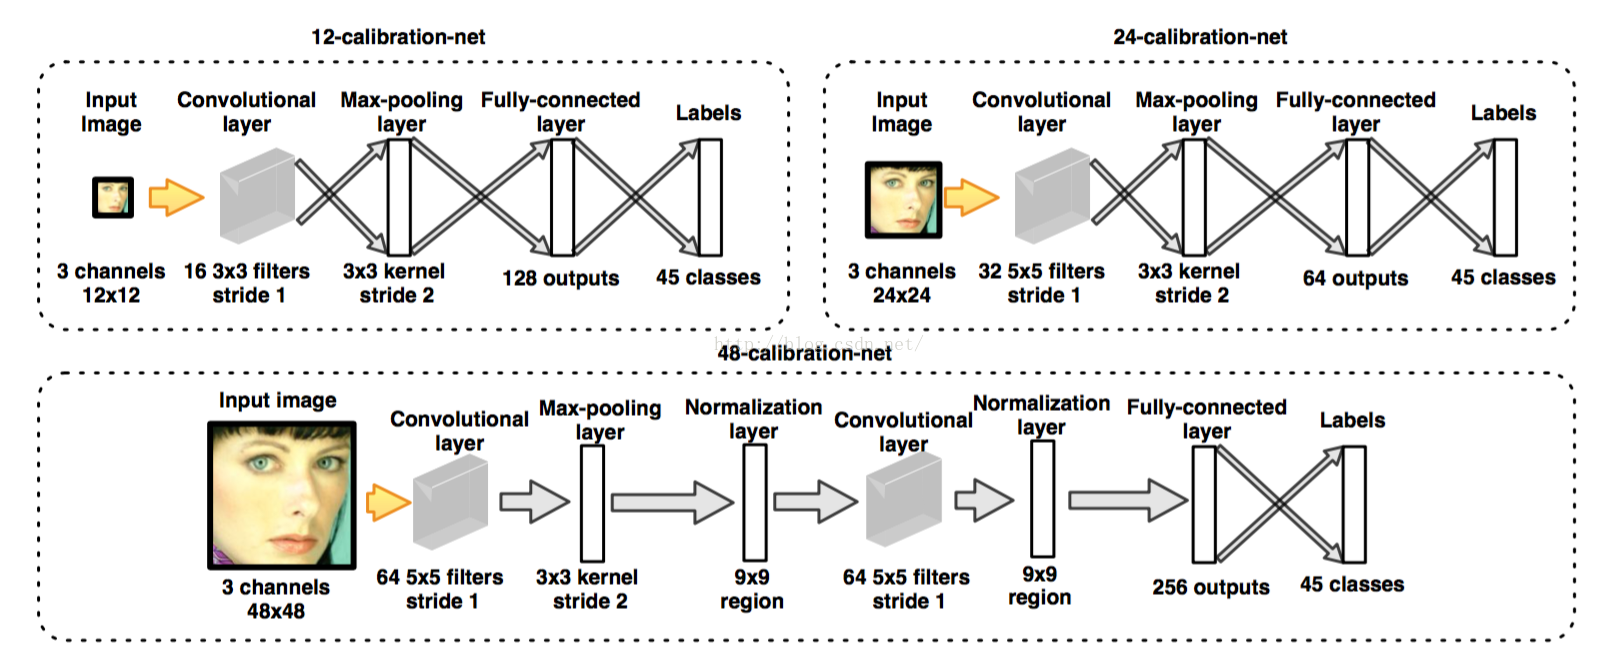 12-calibration-net
Input
Image
Convolutional
layer
Max-pooling
layer
Fully-connected
layer
Labels
3 channels
12x12
16 3x3 filters
stride 1
3x3 kernel
stride 2
128 outputs
45 classes
24-calibration-net
Input
Image
Convolutional
layer
Max-pooling
layer
Fully-connected
layer
Labels
3 channels
24x24
32 5x5 filters
stride 1
3x3 kernel
stride 2
64 outputs
45 classes
http://blog.csdn.net/
48-calibration-net
Input image
Convolutional
layer
Max-pooling
layer
Normalization
layer
Convolutional
layer
Normalization
layer
Fully-connected
layer
Labels
3 channels
48x48
64 5x5 filters
stride 1
3x3 kernel
stride 2
9x9
region
64 5x5 filters
stride 1
9x9
region
256 outputs
45 classes